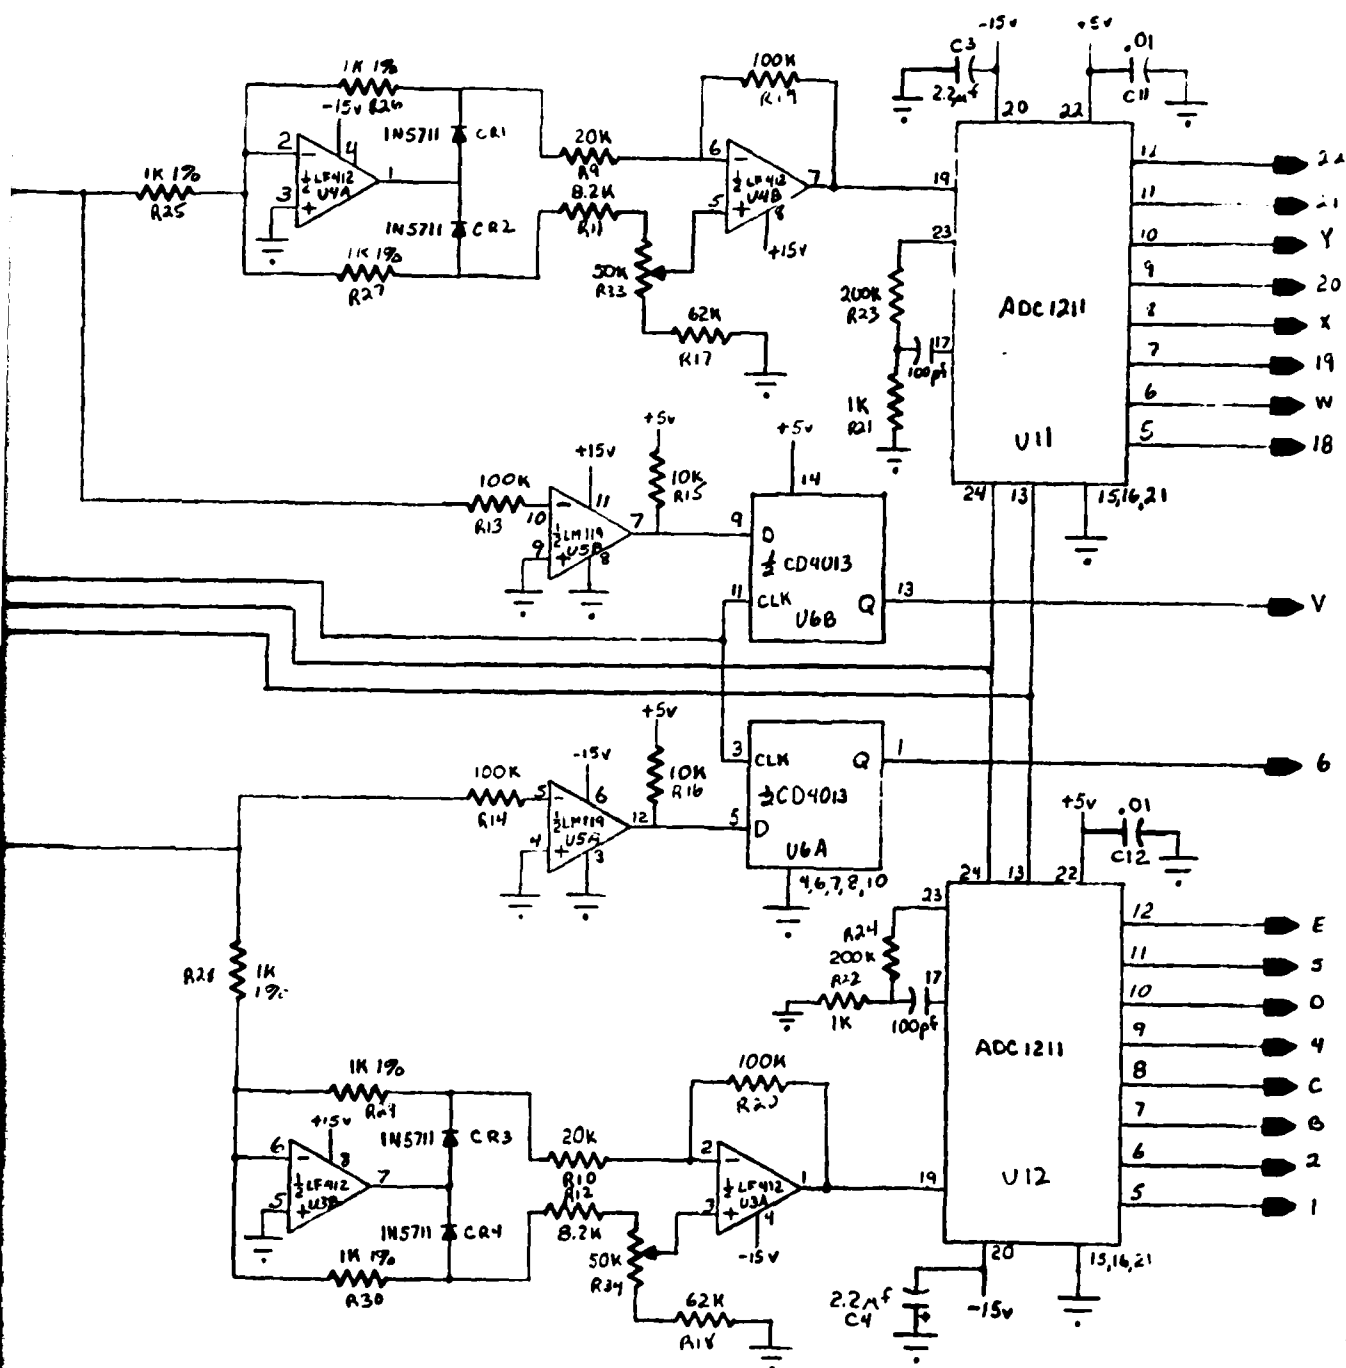 -15v
+5v
1K 1%
R26
-15v
4
1N5711
CR1
2
1/2 LF412
U4A
1
3
1K 1%
R25
1N5711
CR2
1K 1%
R27
20K
R9
8.2K
R11
50K
R33
62K
R17
100K
R19
6
1/2 LF412
U4B
7
5
8
+15v
C3
2.2µf
.01
C11
20
22
19
23
200K
R23
17
100pf
1K
R21
ADC1211
U11
11
21
10
Y
9
20
8
X
7
19
6
W
5
18
24
13
15,16,21
100K
R13
+15v
11
10
1/2 LM119
U5B
7
9
8
+5v
10K
R15
+5v
14
9
D
1/2 CD4013
11
CLK
Q
13
U6B
V
+5v
10K
R16
100K
R14
-15v
6
5
1/2 LM119
U5A
12
4
3
3
CLK
Q
1
1/2 CD4013
5
D
U6A
4,6,7,8,10
6
+5v
.01
C12
24
13
22
23
R24
200K
R22
1K
17
100pf
ADC1211
U12
19
12
E
11
5
10
D
9
4
8
C
7
B
6
2
5
1
20
15,16,21
2.2µf
C4
-15v
1K
1%
1K 1%
+15v
8
1N5711
CR3
6
1/2 LF412
U3B
7
5
1N5711
CR4
1K 1%
R30
20K
R10
R12
8.2K
50K
R34
62K
R18
100K
R20
2
1/2 LF412
U3A
1
3
4
-15v